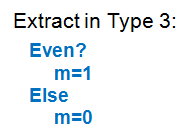 Extract in Type 3:
Even?
m=1
Else
m=0